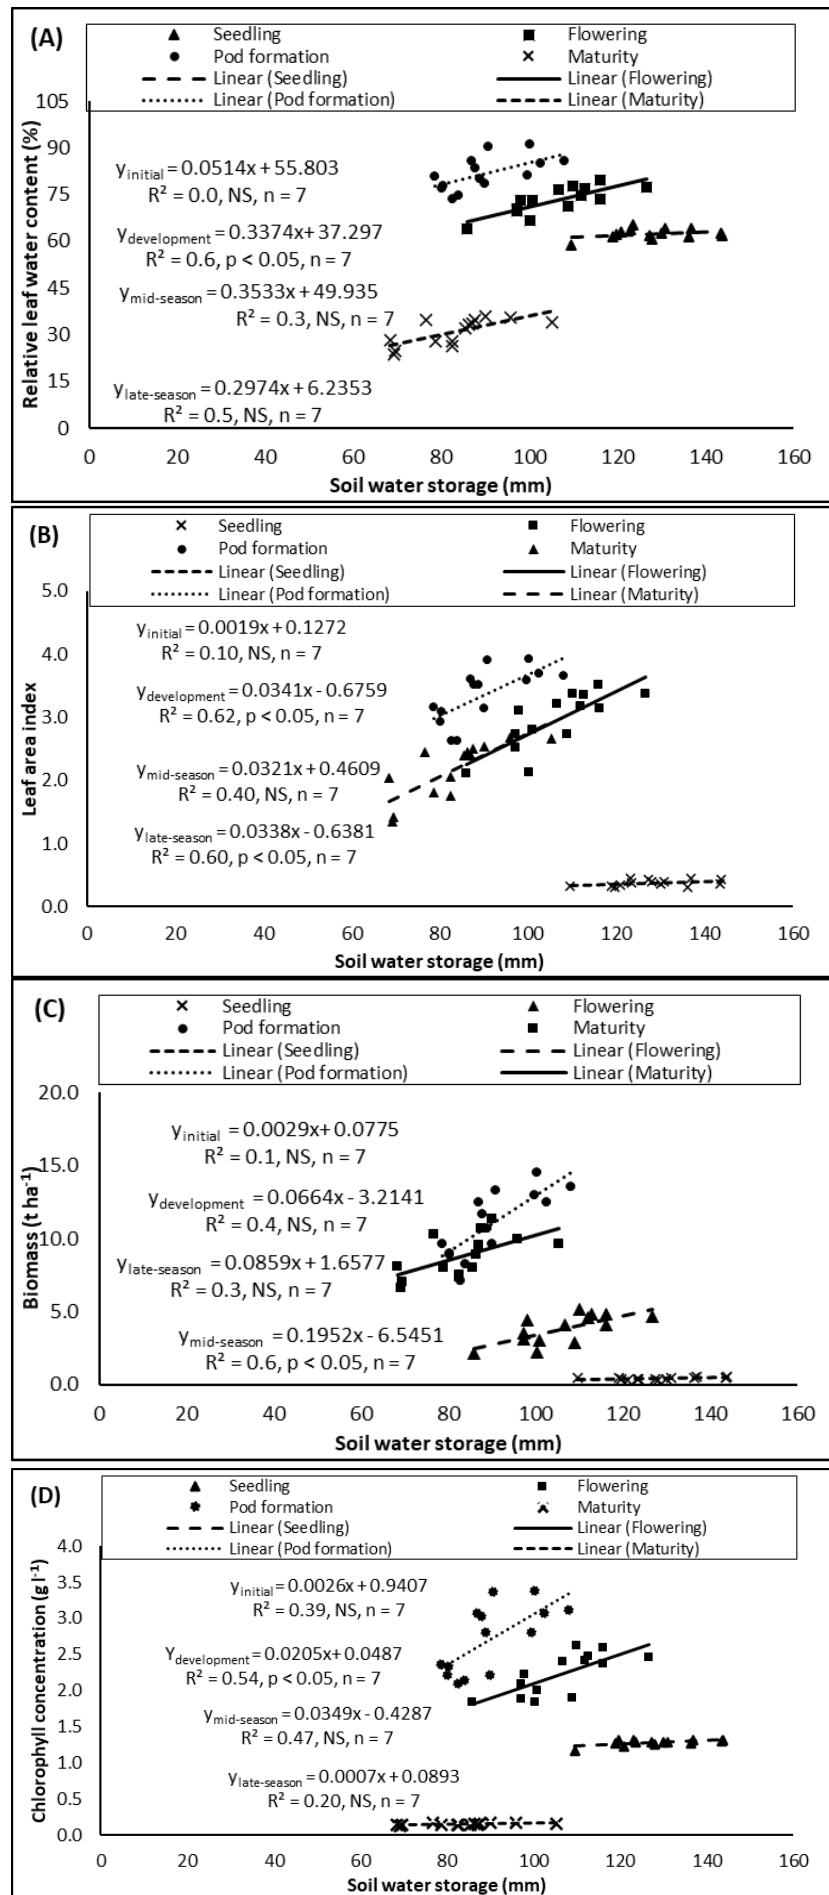 (A)
Seedling Flowering
Pod formation Maturity
Linear (Seedling) Linear (Flowering)
Linear (Pod formation) Linear (Maturity)
Relative leaf water content (%)
105
90
75
60
45
30
15
0
y_initial = 0.0514x + 55.803
R² = 0.0, NS, n = 7
y_development = 0.3374x + 37.297
R² = 0.6, p < 0.05, n = 7
y_mid-season = 0.3533x + 49.935
R² = 0.3, NS, n = 7
y_late-season = 0.2974x + 6.2353
R² = 0.5, NS, n = 7
0 20 40 60 80 100 120 140 160
Soil water storage (mm)
(B)
Seedling Flowering
Pod formation Maturity
Linear (Seedling) Linear (Flowering)
Linear (Pod formation) Linear (Maturity)
Leaf area index
5.0
4.0
3.0
2.0
1.0
0.0
y_initial = 0.0019x + 0.1272
R² = 0.10, NS, n = 7
y_development = 0.0341x - 0.6759
R² = 0.62, p < 0.05, n = 7
y_mid-season = 0.0321x + 0.4609
R² = 0.40, NS, n = 7
y_late-season = 0.0338x - 0.6381
R² = 0.60, p < 0.05, n = 7
0 20 40 60 80 100 120 140 160
Soil water storage (mm)
(C)
Seedling Flowering
Pod formation Maturity
Linear (Seedling) Linear (Flowering)
Linear (Pod formation) Linear (Maturity)
Biomass (t ha⁻¹)
20.0
15.0
10.0
5.0
0.0
y_initial = 0.0029x + 0.0775
R² = 0.1, NS, n = 7
y_development = 0.0664x - 3.2141
R² = 0.4, NS, n = 7
y_late-season = 0.0859x + 1.6577
R² = 0.3, NS, n = 7
y_mid-season = 0.1952x - 6.5451
R² = 0.6, p < 0.05, n = 7
0 20 40 60 80 100 120 140 160
Soil water storage (mm)
(D)
Seedling Flowering
Pod formation Maturity
Linear (Seedling) Linear (Flowering)
Linear (Pod formation) Linear (Maturity)
Chlorophyll concentration (g l⁻¹)
4.0
3.5
3.0
2.5
2.0
1.5
1.0
0.5
0.0
y_initial = 0.0026x + 0.9407
R² = 0.39, NS, n = 7
Y_development = 0.0205x + 0.0487
R² = 0.54, p < 0.05, n = 7
y_mid-season = 0.0349x - 0.4287
R² = 0.47, NS, n = 7
y_late-season = 0.0007x + 0.0893
R² = 0.20, NS, n = 7
0 20 40 60 80 100 120 140 160
Soil water storage (mm)